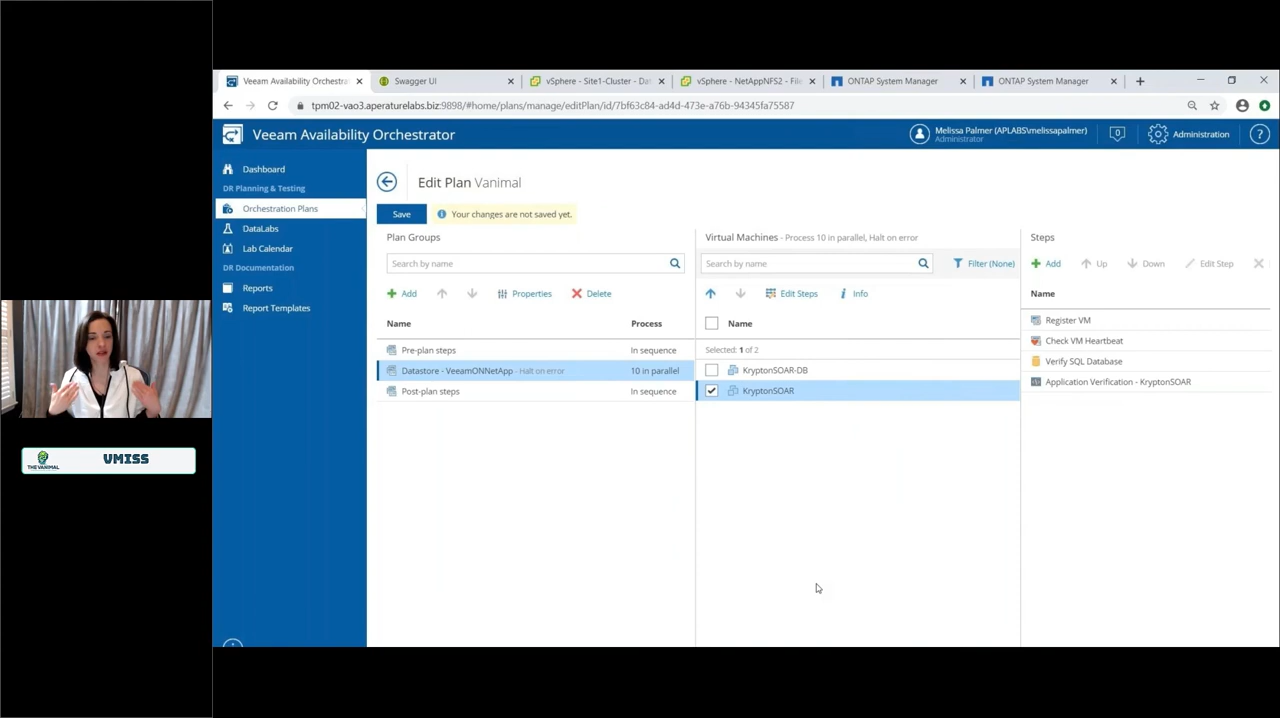 Veeam Availability Orchestra
Swagger UI
vSphere - Site1-Cluster - Da
vSphere - NetAppNFS2 - File
ONTAP System Manager
ONTAP System Manager
tpm02-vao3.aperaturelabs.biz:9898/#home/plans/manage/editPlan/id/7bf63c84-ad4d-473e-a76b-94345fa75587
Veeam Availability Orchestrator
Melissa Palmer (APLABS\melissapalmer)
Administrator
0
Administration
?
Dashboard
DR Planning & Testing
Orchestration Plans
DataLabs
Lab Calendar
DR Documentation
Reports
Report Templates
Edit Plan Vanimal
Save
Your changes are not saved yet.
Plan Groups
Search by name
Add
Properties
Delete
Name Process
Pre-plan steps In sequence
Datastore - VeeamONNetApp - Halt on error 10 in parallel
Post-plan steps In sequence
Virtual Machines - Process 10 in parallel, Halt on error
Search by name
Filter (None)
Edit Steps
Info
Name
Selected: 1 of 2
KryptonSOAR-DB
KryptonSOAR
Steps
Add
Up
Down
Edit Step
Name
Register VM
Check VM Heartbeat
Verify SQL Database
Application Verification - KryptonSOAR
THE VANIMAL
VMISS